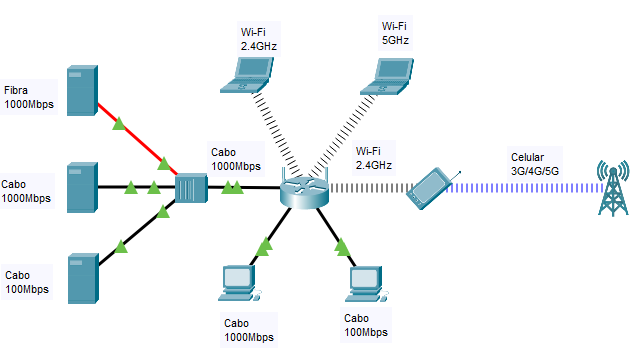 Wi-Fi
2.4GHz
Wi-Fi
5GHz
Fibra
1000Mbps
Cabo
1000Mbps
Wi-Fi
2.4GHz
Celular
3G/4G/5G
Cabo
1000Mbps
Cabo
100Mbps
Cabo
1000Mbps
Cabo
100Mbps